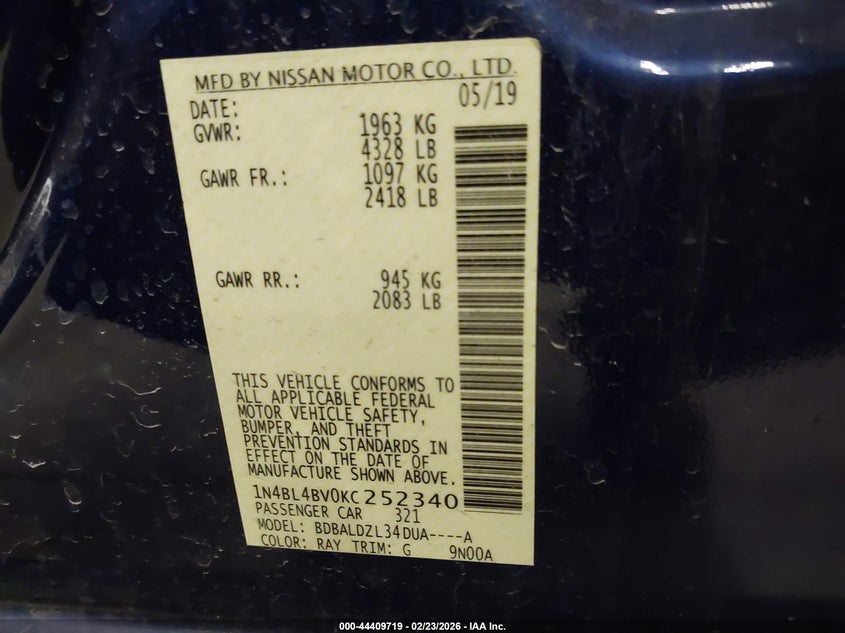 MFD BY NISSAN MOTOR CO., LTD.
DATE: 05/19
GVWR: 1963 KG
4328 LB
GAWR FR.: 1097 KG
2418 LB
GAWR RR.: 945 KG
2083 LB
THIS VEHICLE CONFORMS TO
ALL APPLICABLE FEDERAL
MOTOR VEHICLE SAFETY,
BUMPER, AND THEFT
PREVENTION STANDARDS IN
EFFECT ON THE DATE OF
MANUFACTURE SHOWN ABOVE.
1N4BL4BV0KC252340
PASSENGER CAR 321
MODEL: BDBALDZL34DUA----A
COLOR: RAY TRIM: G 9N00A
000-44409719 - 02/23/2026 - IAA Inc.